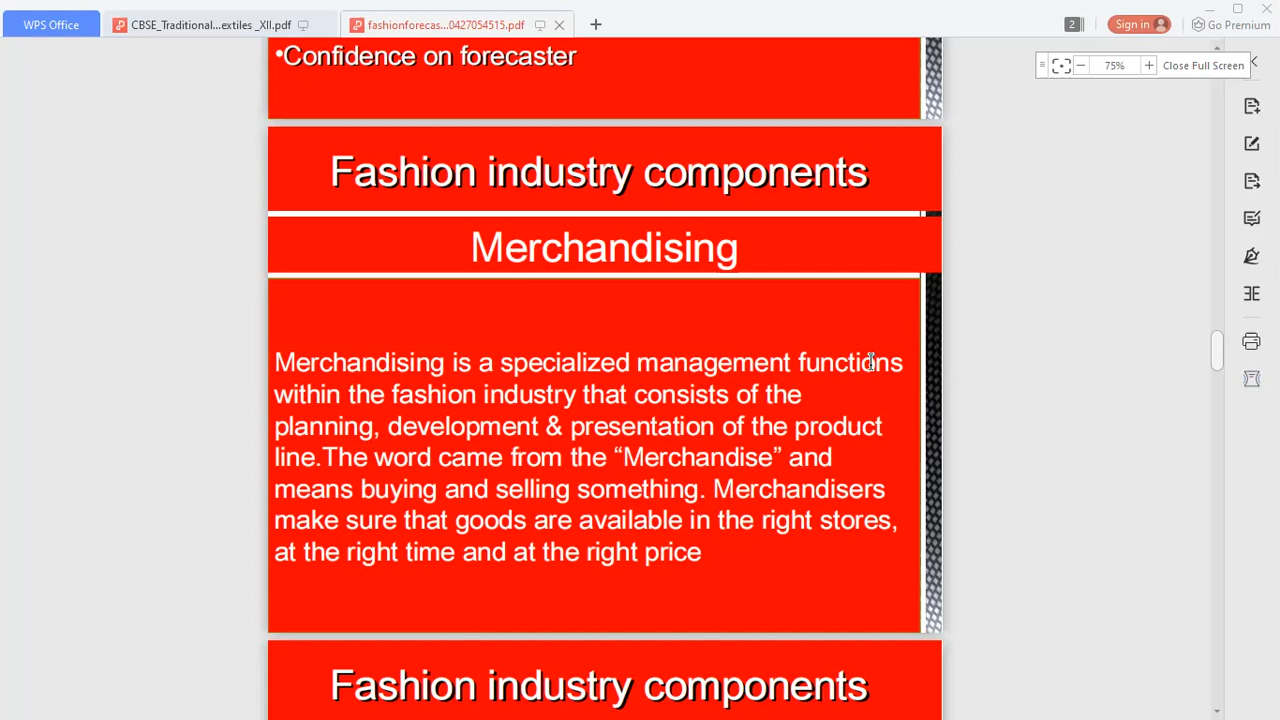 WPS Office
CBSE_Traditional...extiles _XII.pdf
fashionforecas...0427054515.pdf
2
Sign in
Go Premium
•Confidence on forecaster
75%
Close Full Screen
Fashion industry components
Merchandising
Merchandising is a specialized management functions
within the fashion industry that consists of the
planning, development & presentation of the product
line.The word came from the “Merchandise” and
means buying and selling something. Merchandisers
make sure that goods are available in the right stores,
at the right time and at the right price
Fashion industry components